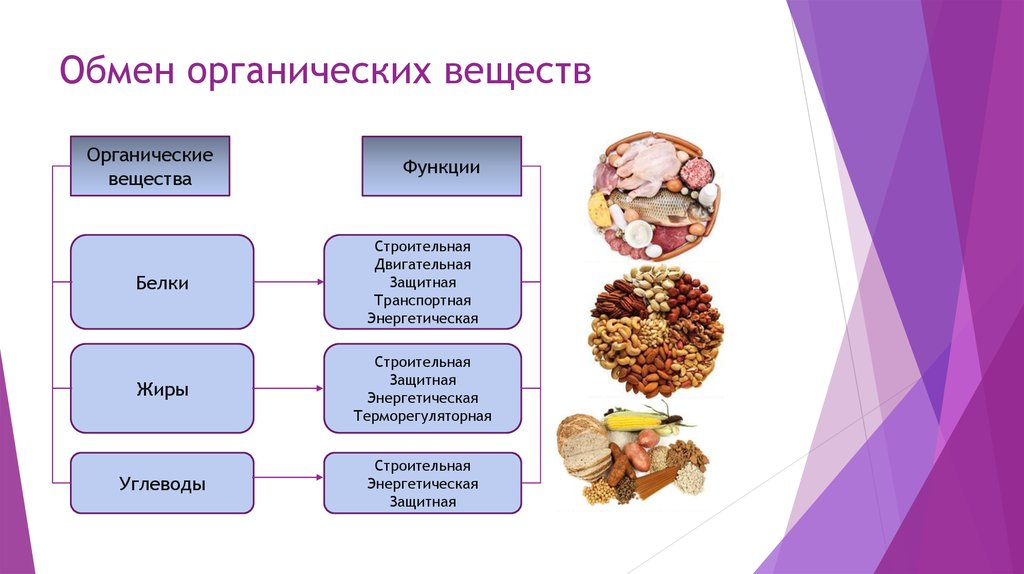 Обмен органических веществ
Органические
вещества
Функции
Белки
Строительная
Двигательная
Защитная
Транспортная
Энергетическая
Жиры
Строительная
Защитная
Энергетическая
Терморегуляторная
Углеводы
Строительная
Энергетическая
Защитная